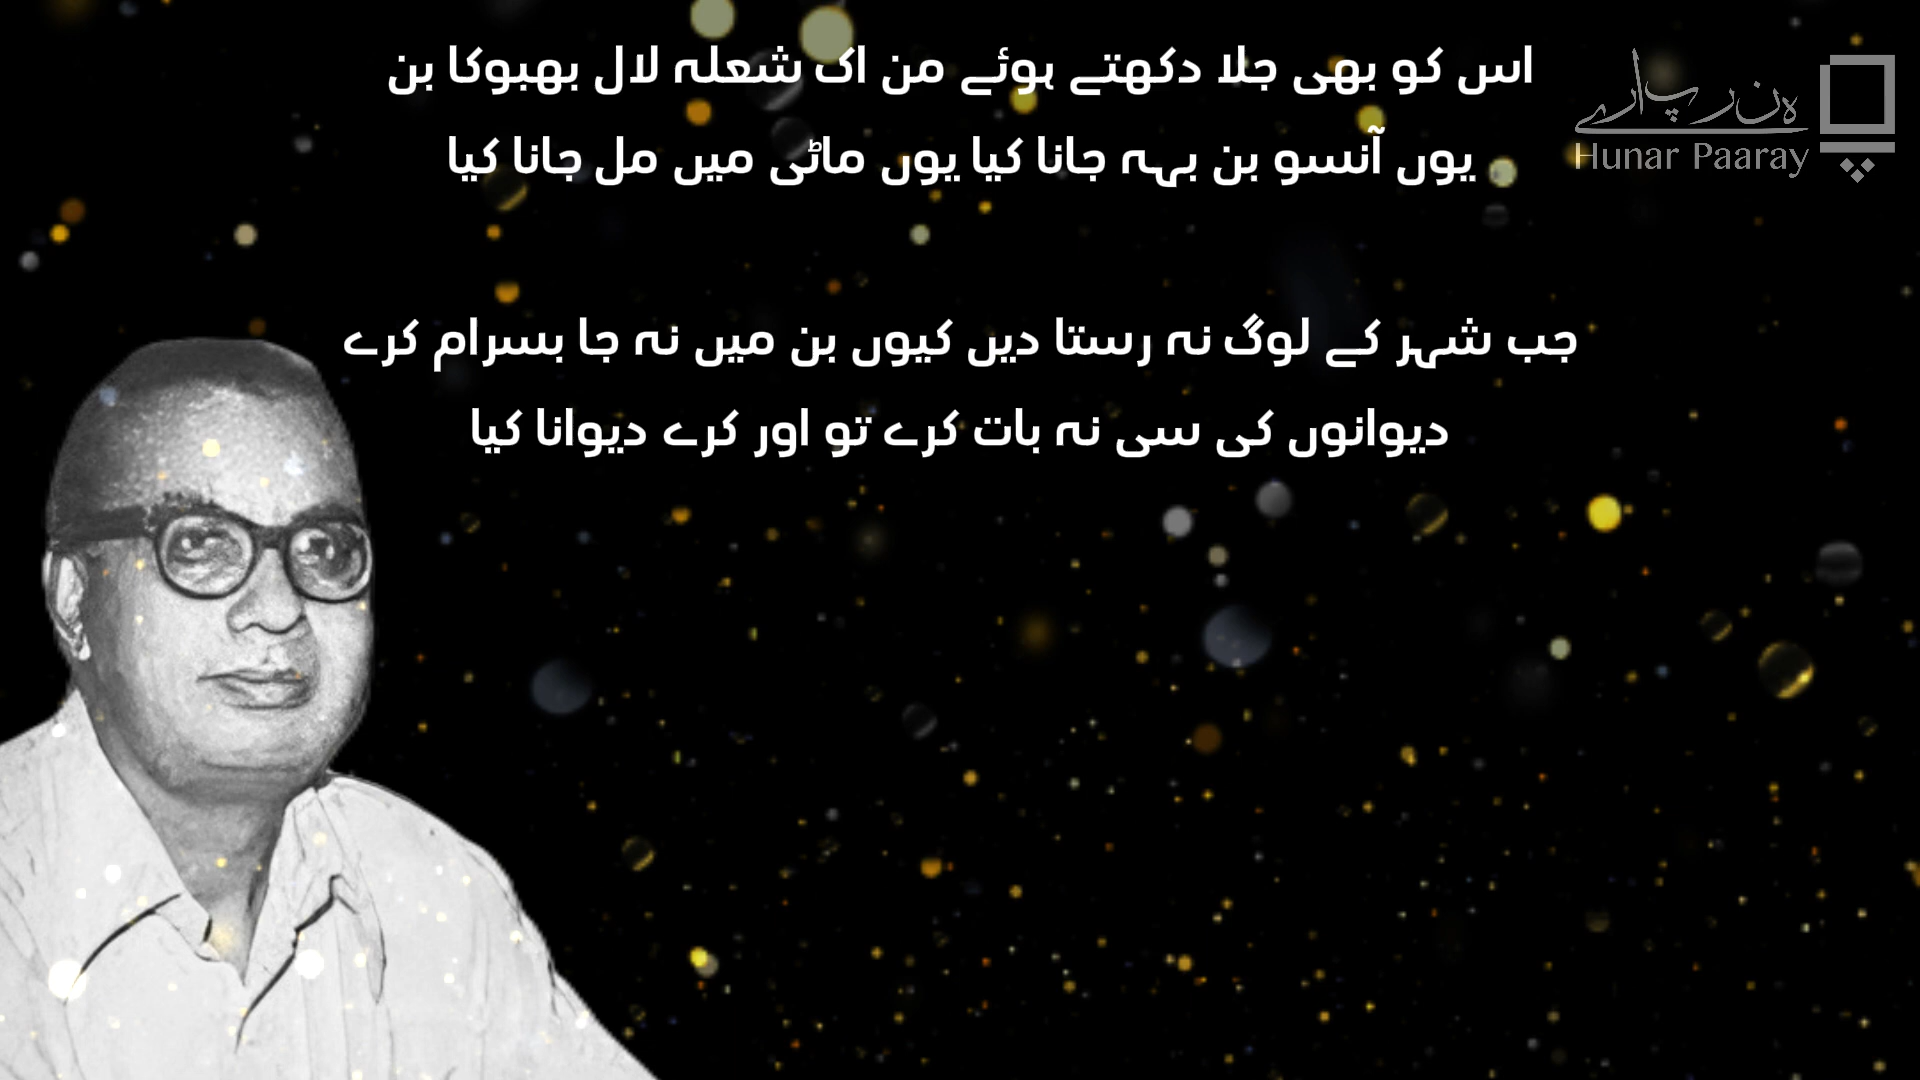 اس کو بھی جلا دکھتے ہوئے من اک شعلہ لال بھبوکا بن
یوں آنسو بن بہہ جانا کیا یوں ماٹی میں مل جانا کیا
جب شہر کے لوگ نہ رستا دیں کیوں بن میں نہ جا بسرام کرے
دیوانوں کی سی نہ بات کرے تو اور کرے دیوانا کیا
ہنر پارے
Hunar Paaray